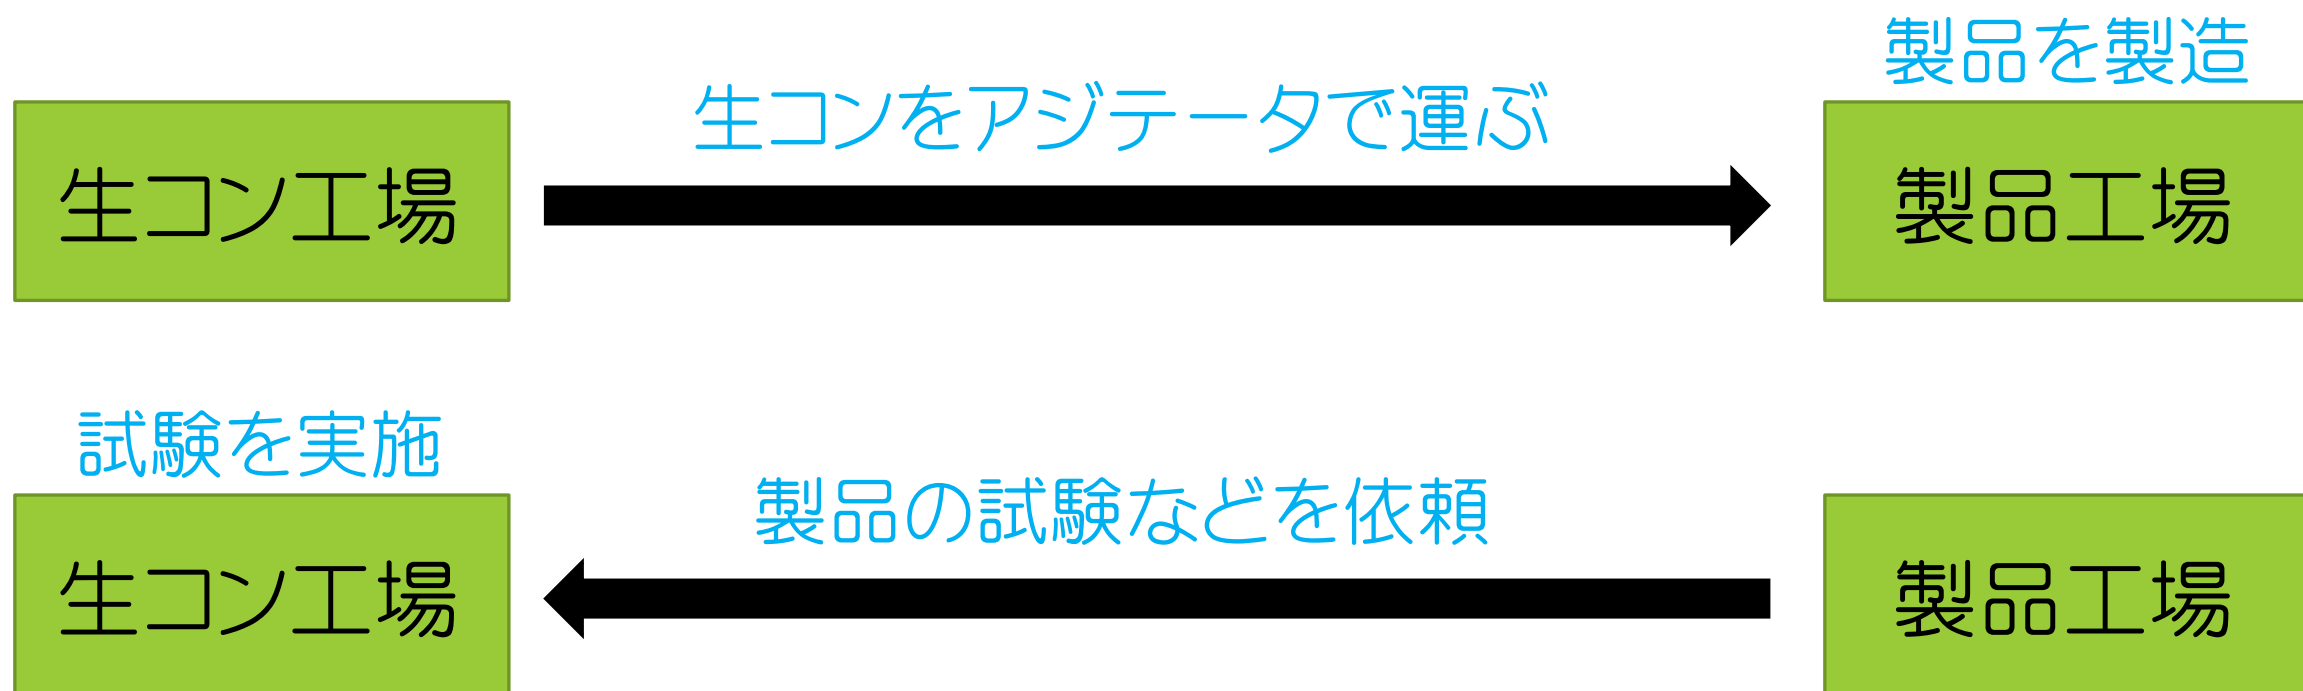 製品を製造
生コンをアジテータで運ぶ
生コン工場
製品工場
試験を実施
製品の試験などを依頼
生コン工場
製品工場